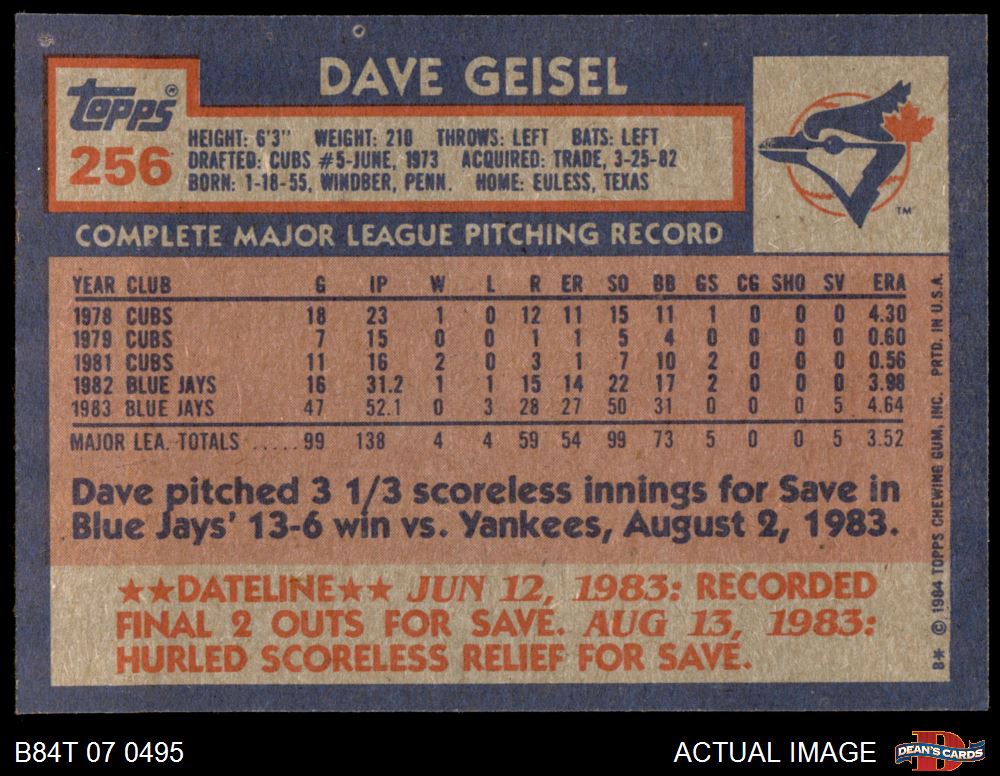 DAVE GEISEL
topps®
256
HEIGHT: 6'3" WEIGHT: 210 THROWS: LEFT BATS: LEFT
DRAFTED: CUBS #5-JUNE, 1973 ACQUIRED: TRADE, 3-25-82
BORN: 1-18-55, WINDBER, PENN. HOME: EULESS, TEXAS
TM
COMPLETE MAJOR LEAGUE PITCHING RECORD
YEAR CLUB G IP W L R ER SO BB GS CG SHO SV ERA
1978 CUBS 18 23 1 0 12 11 15 11 1 0 0 0 4.30
1979 CUBS 7 15 0 0 1 1 5 4 0 0 0 0 0.60
1981 CUBS 11 16 2 0 3 1 7 10 2 0 0 0 0.56
1982 BLUE JAYS 16 31.2 1 1 15 14 22 17 2 0 0 0 3.98
1983 BLUE JAYS 47 52.1 0 3 28 27 50 31 0 0 0 5 4.64
MAJOR LEA. TOTALS ..... 99 138 4 4 59 54 99 73 5 0 0 5 3.52
Dave pitched 3 1/3 scoreless innings for Save in
Blue Jays' 13-6 win vs. Yankees, August 2, 1983.
★★DATELINE★★ JUN 12, 1983: RECORDED
FINAL 2 OUTS FOR SAVE. AUG 13, 1983:
HURLED SCORELESS RELIEF FOR SAVE.
B* © 1984 TOPPS CHEWING GUM, INC. PRTD. IN U.S.A.
B84T 07 0495
ACTUAL IMAGE
D
DEAN'S CARDS